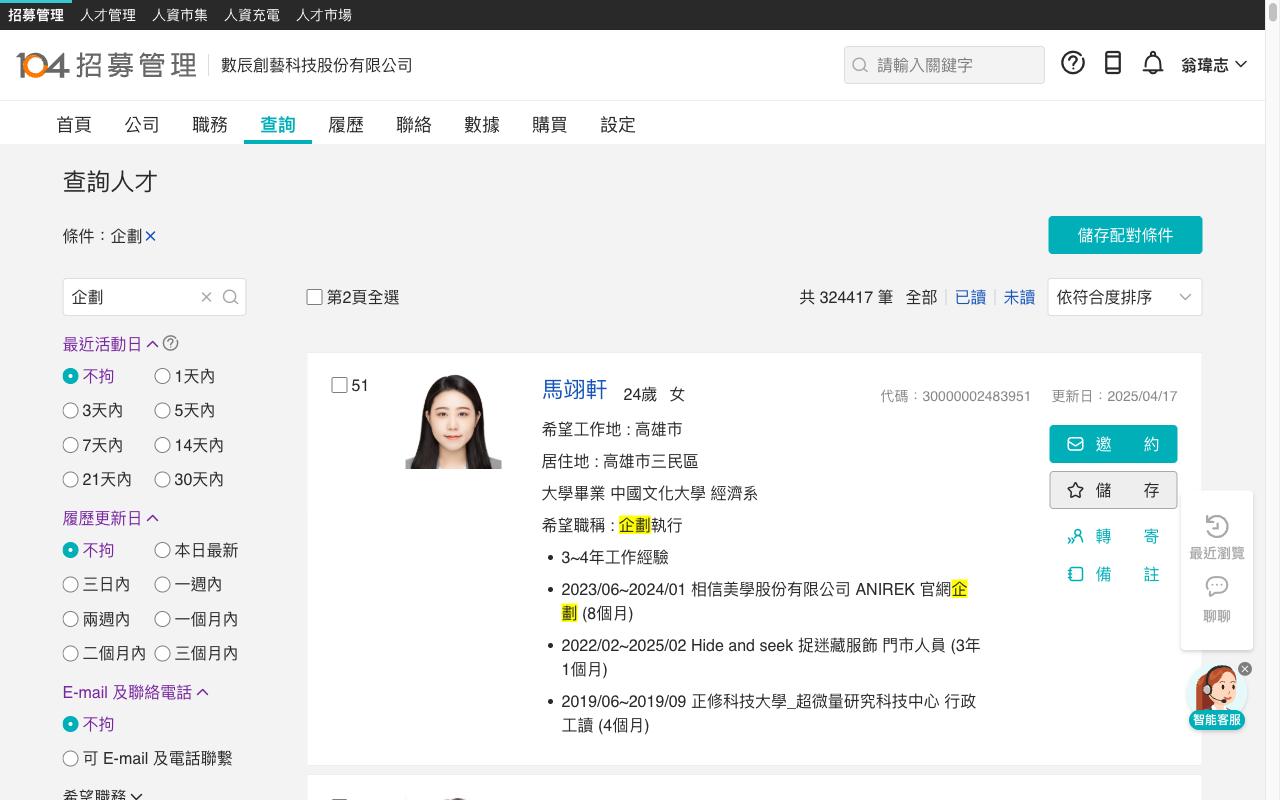 招募管理 人才管理 人資市集 人資充電 人才市場
104 招募管理 數辰創藝科技股份有限公司 請輸入關鍵字 翁瑋志
首頁 公司 職務 查詢 履歷 聯絡 數據 購買 設定
查詢人才
條件：企劃✕ 儲存配對條件
企劃 第2頁全選 共 324417 筆 全部 已讀 未讀 依符合度排序
最近活動日
不拘 1天內
3天內 5天內
7天內 14天內
21天內 30天內
履歷更新日
不拘 本日最新
三日內 一週內
兩週內 一個月內
二個月內 三個月內
E-mail 及聯絡電話
不拘
可 E-mail 及電話聯繫
希望職務
51
馬翊軒 24歲 女 代碼：30000002483951 更新日：2025/04/17
希望工作地 : 高雄市
居住地 : 高雄市三民區
大學畢業 中國文化大學 經濟系
希望職稱 : 企劃執行
• 3~4年工作經驗
• 2023/06~2024/01 相信美學股份有限公司 ANIREK 官網企
劃 (8個月)
• 2022/02~2025/02 Hide and seek 捉迷藏服飾 門市人員 (3年
1個月)
• 2019/06~2019/09 正修科技大學_超微量研究科技中心 行政
工讀 (4個月)
邀 約
儲 存
轉 寄
備 註
最近瀏覽
聊聊
智能客服